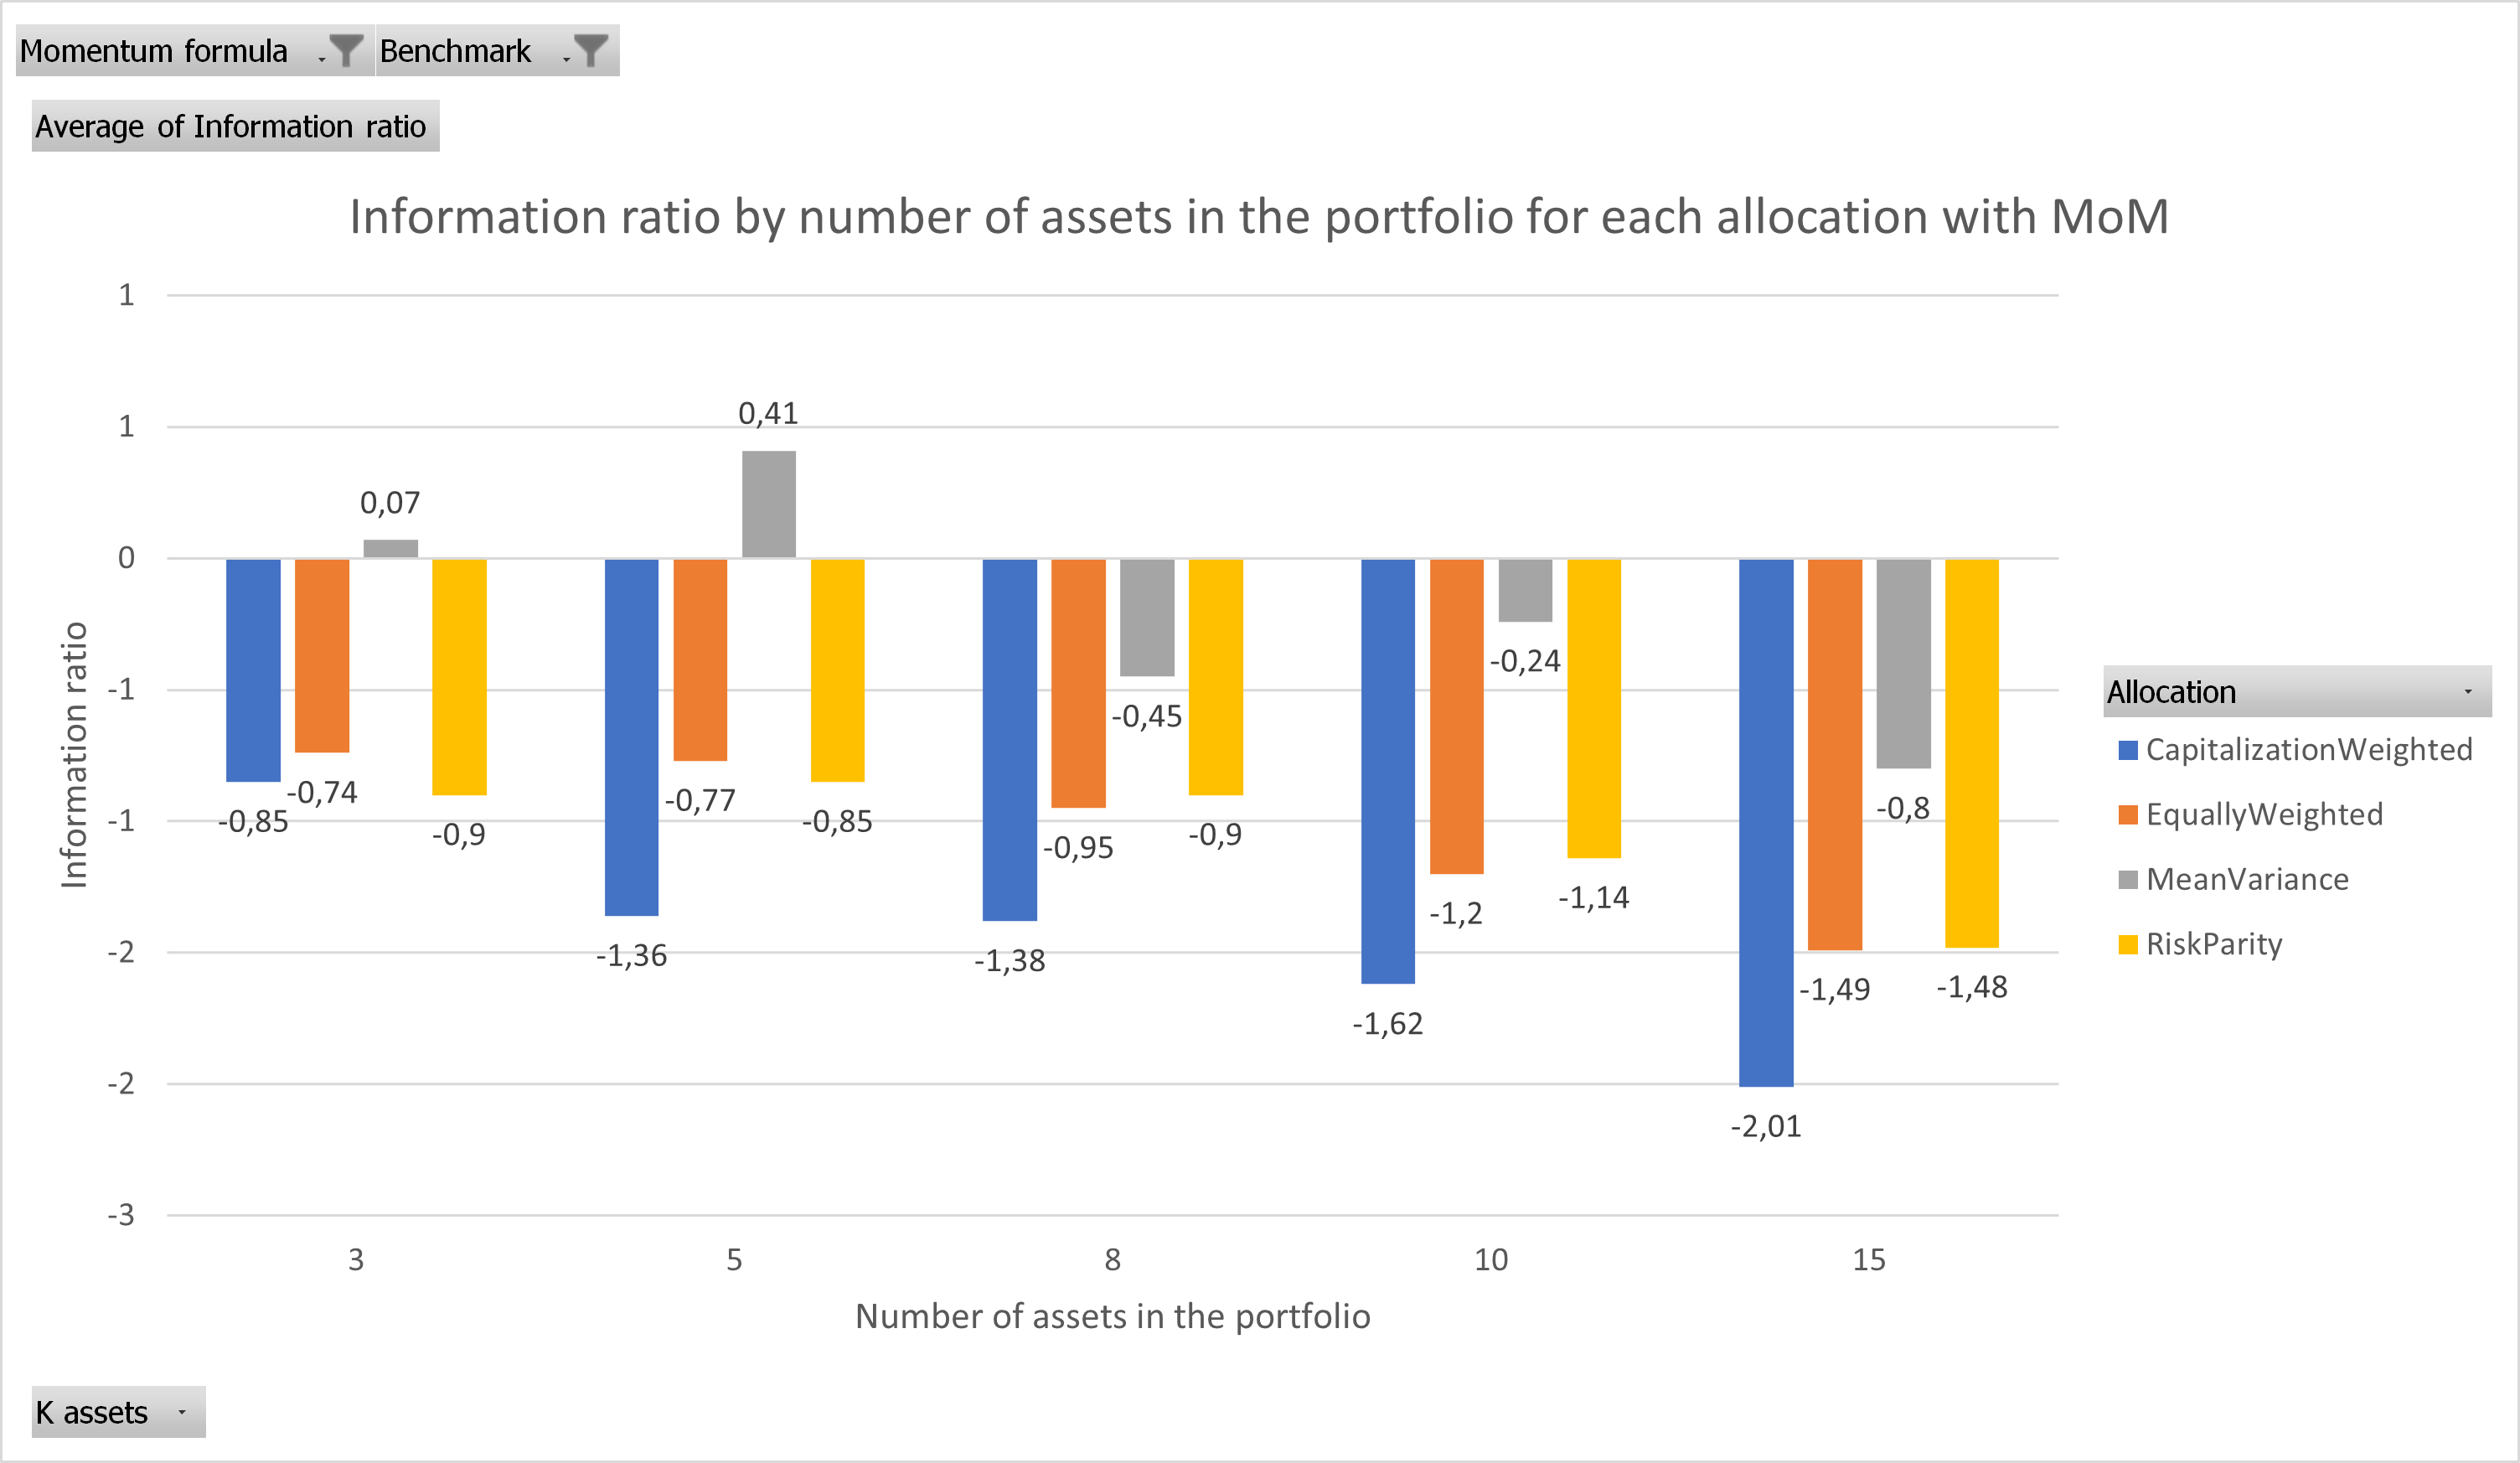 Momentum formula
Benchmark
Average of Information ratio
Information ratio by number of assets in the portfolio for each allocation with MoM
1
1
0
-1
-1
-2
-2
-3
Information ratio
-0,85
-0,74
0,07
-0,9
-1,36
-0,77
0,41
-0,85
-1,38
-0,95
-0,45
-0,9
-1,62
-1,2
-0,24
-1,14
-2,01
-1,49
-0,8
-1,48
3
5
8
10
15
Number of assets in the portfolio
Allocation
CapitalizationWeighted
EquallyWeighted
MeanVariance
RiskParity
K assets